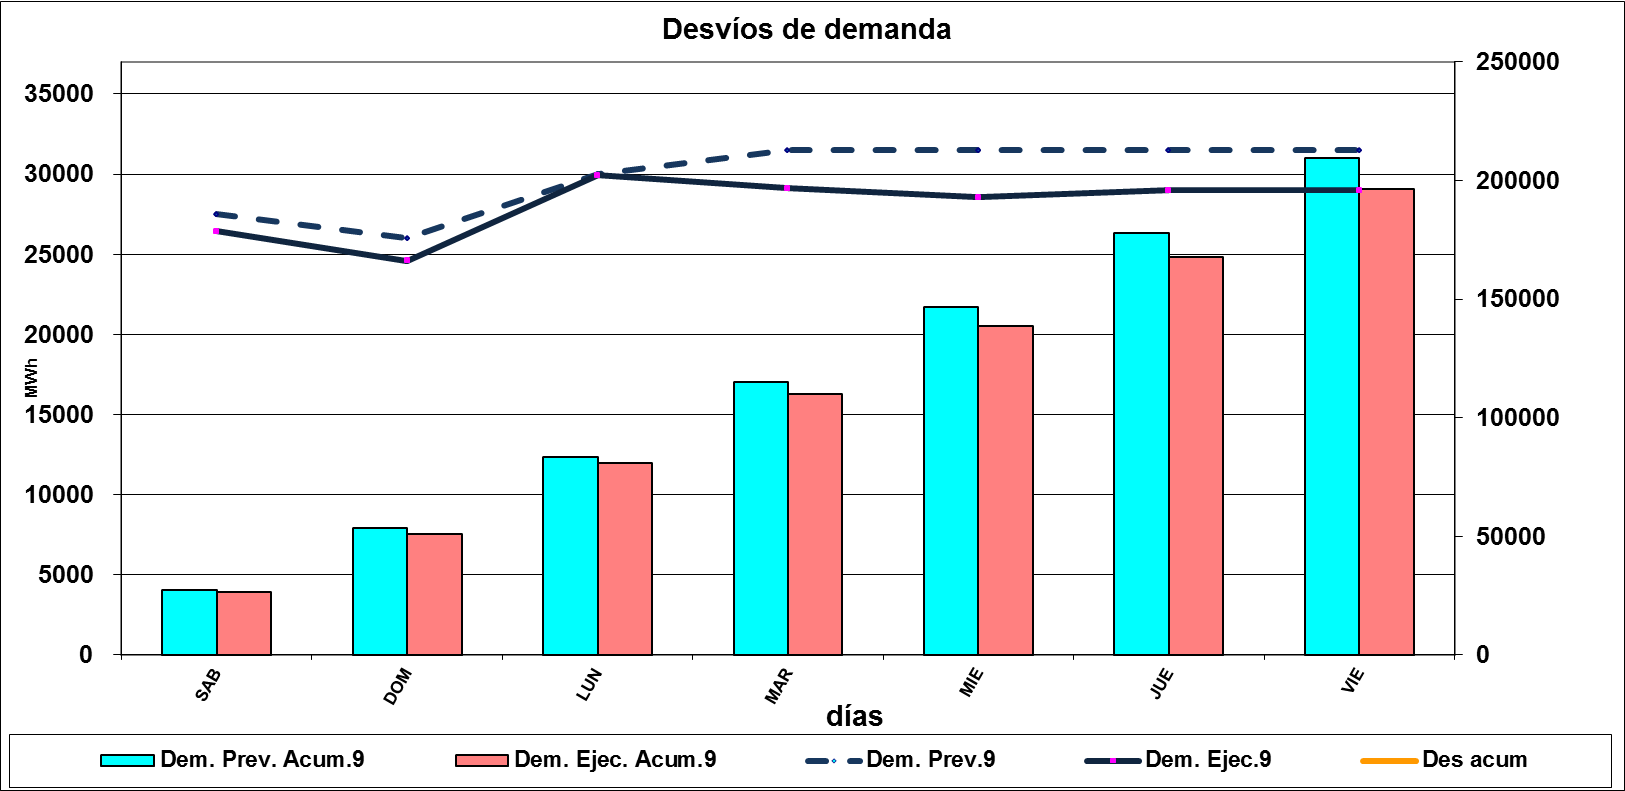 Desvíos de demanda
250000
35000
30000
200000
25000
150000
20000
MWh
15000
100000
10000
50000
5000
0
0
SAB
DOM
LUN
MAR
MIE
JUE
VIE
días
Dem. Prev. Acum.9
Dem. Ejec. Acum.9
Dem. Prev.9
Dem. Ejec.9
Des acum